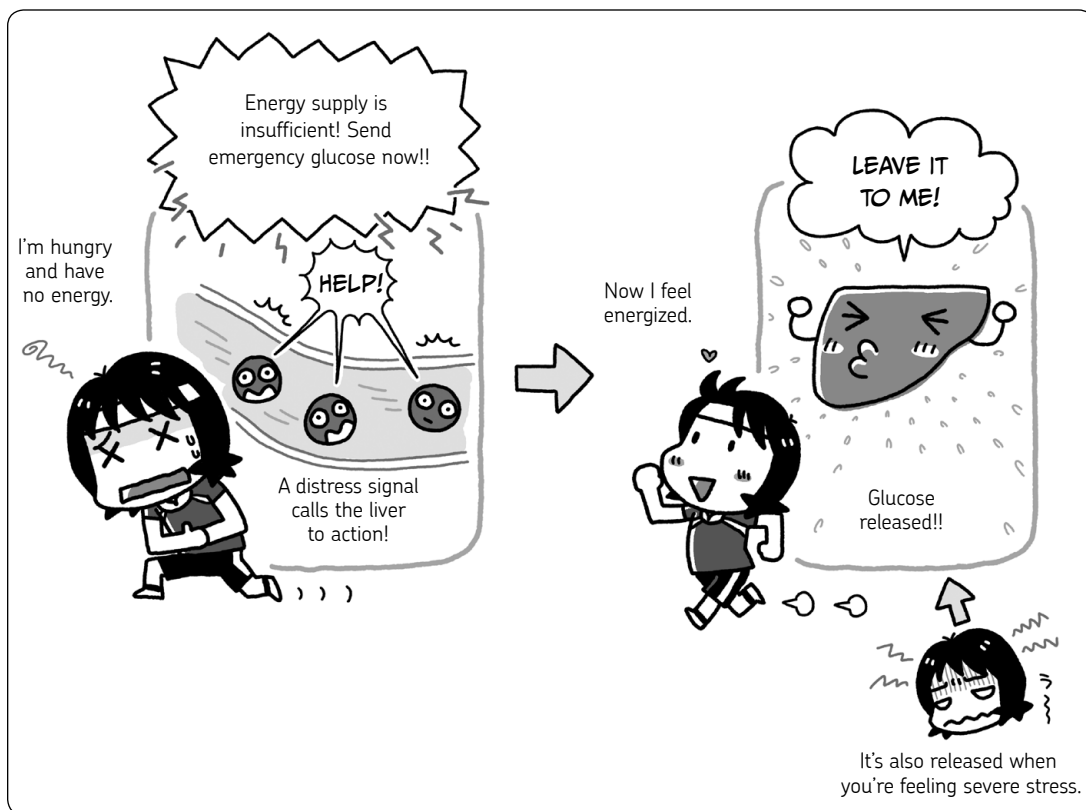 Energy supply is
insufficient! Send
emergency glucose now!!
I'm hungry
and have
no energy.
HELP!
A distress signal
calls the liver
to action!
LEAVE IT
TO ME!
Now I feel
energized.
Glucose
released!!
It's also released when
you're feeling severe stress.